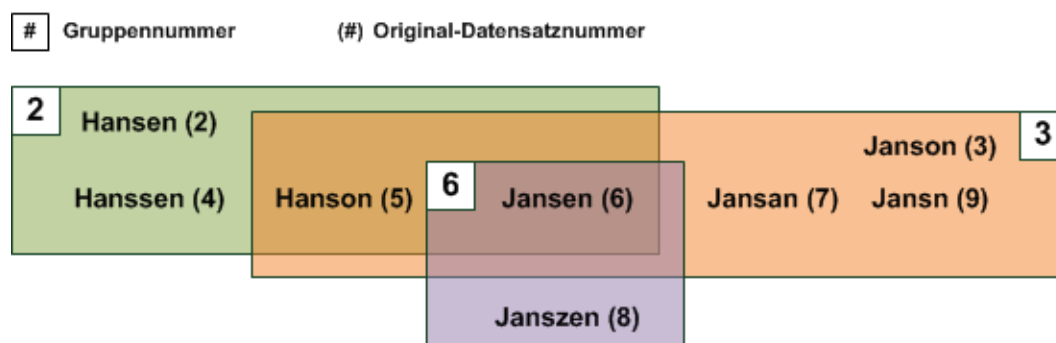 # Gruppennummer (#) Original-Datensatznummer
2 Hansen (2)
Janson (3) 3
Hanssen (4) Hanson (5) 6 Jansen (6) Jansan (7) Jansn (9)
Janszen (8)